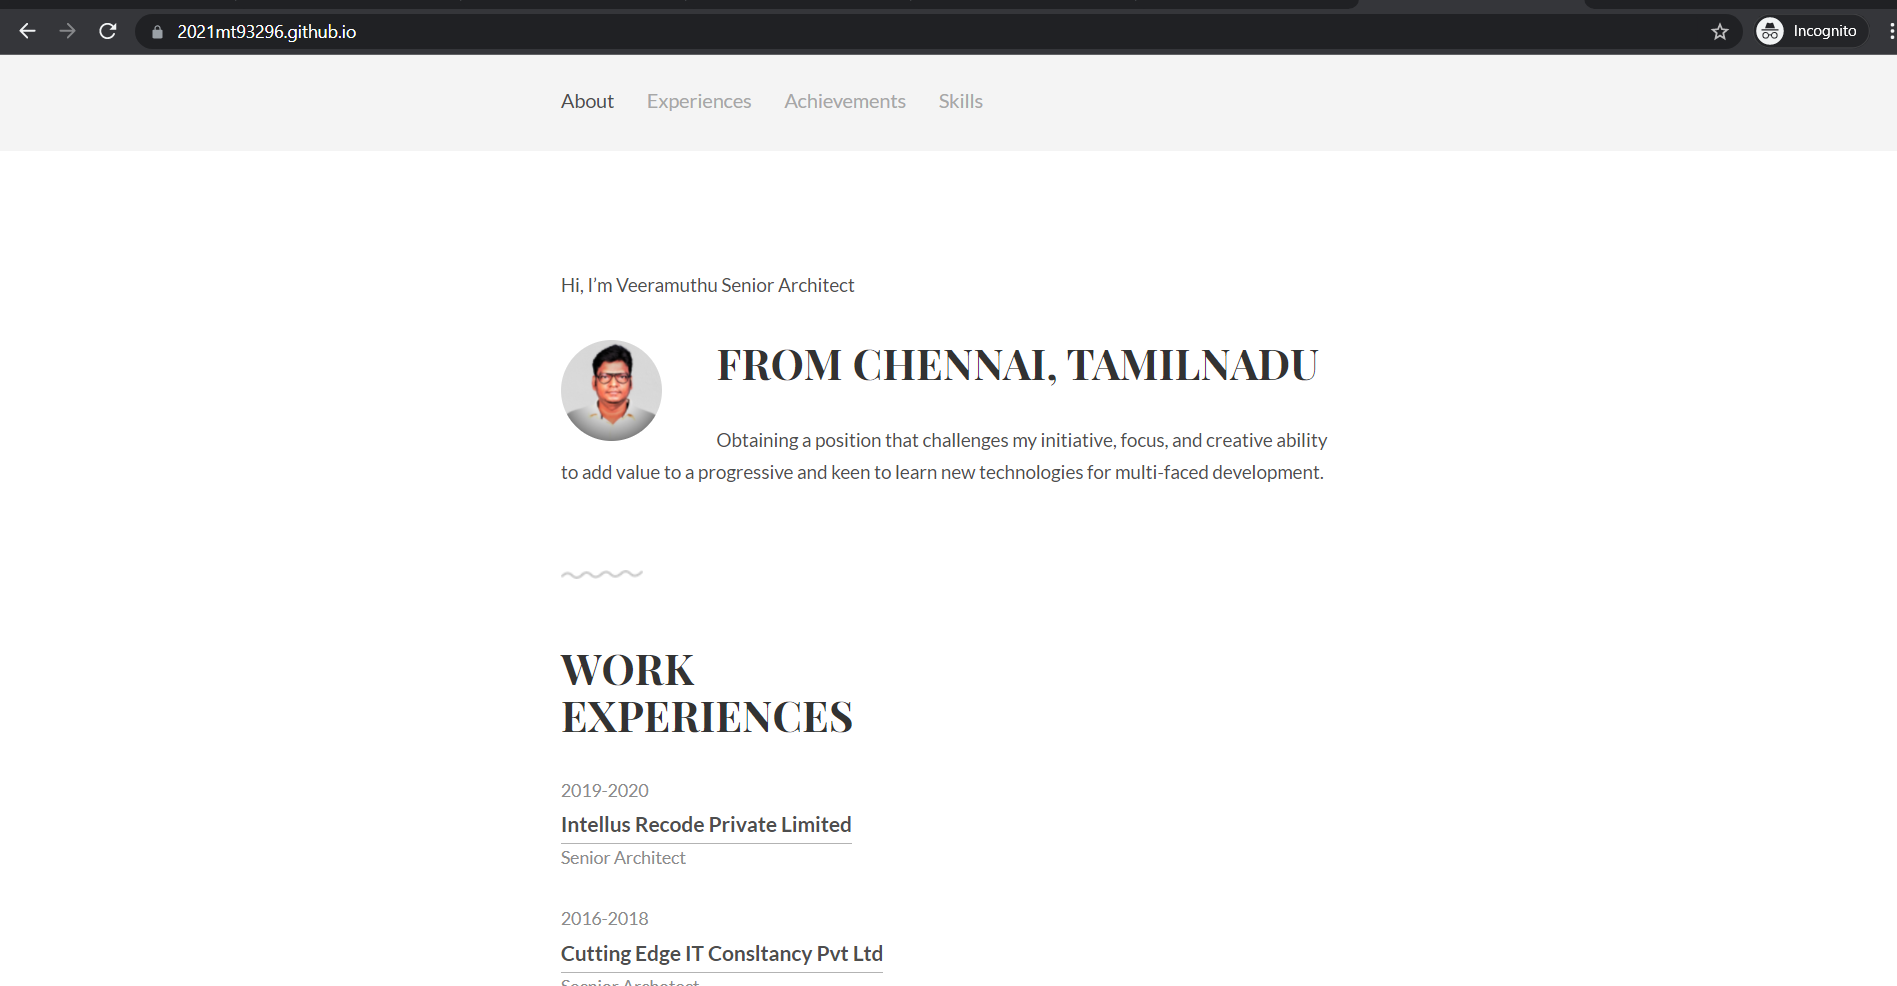 2021mt93296.github.io
Incognito
About Experiences Achievements Skills
Hi, I’m Veeramuthu Senior Architect
FROM CHENNAI, TAMILNADU
Obtaining a position that challenges my initiative, focus, and creative ability
to add value to a progressive and keen to learn new technologies for multi-faced development.
WORK
EXPERIENCES
2019-2020
Intellus Recode Private Limited
Senior Architect
2016-2018
Cutting Edge IT Consltancy Pvt Ltd